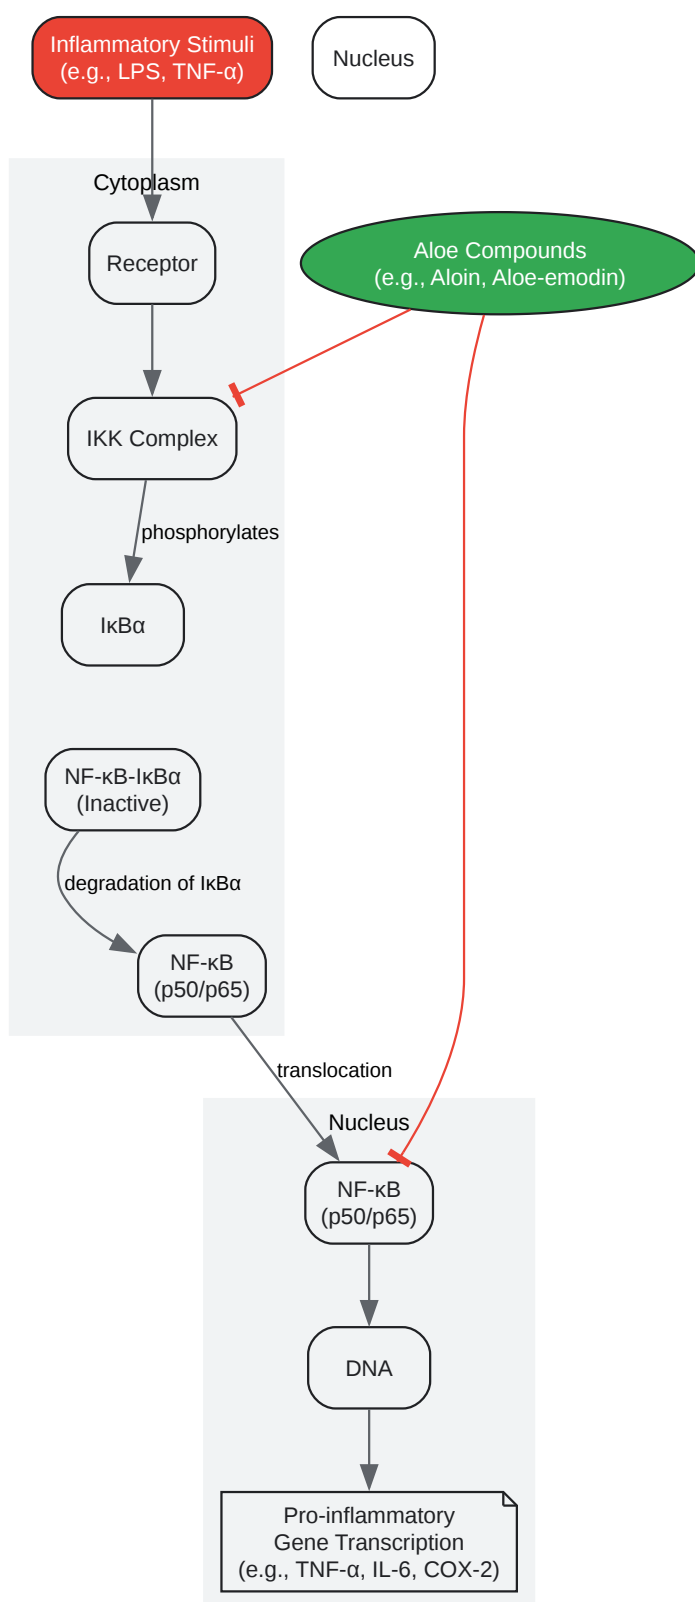 Inflammatory Stimuli
(e.g., LPS, TNF-α)
Nucleus
Cytoplasm
Receptor
Aloe Compounds
(e.g., Aloin, Aloe-emodin)
IKK Complex
phosphorylates
IκBα
NF-κB-IκBα
(Inactive)
degradation of IκBα
NF-κB
(p50/p65)
translocation
Nucleus
NF-κB
(p50/p65)
DNA
Pro-inflammatory
Gene Transcription
(e.g., TNF-α, IL-6, COX-2)